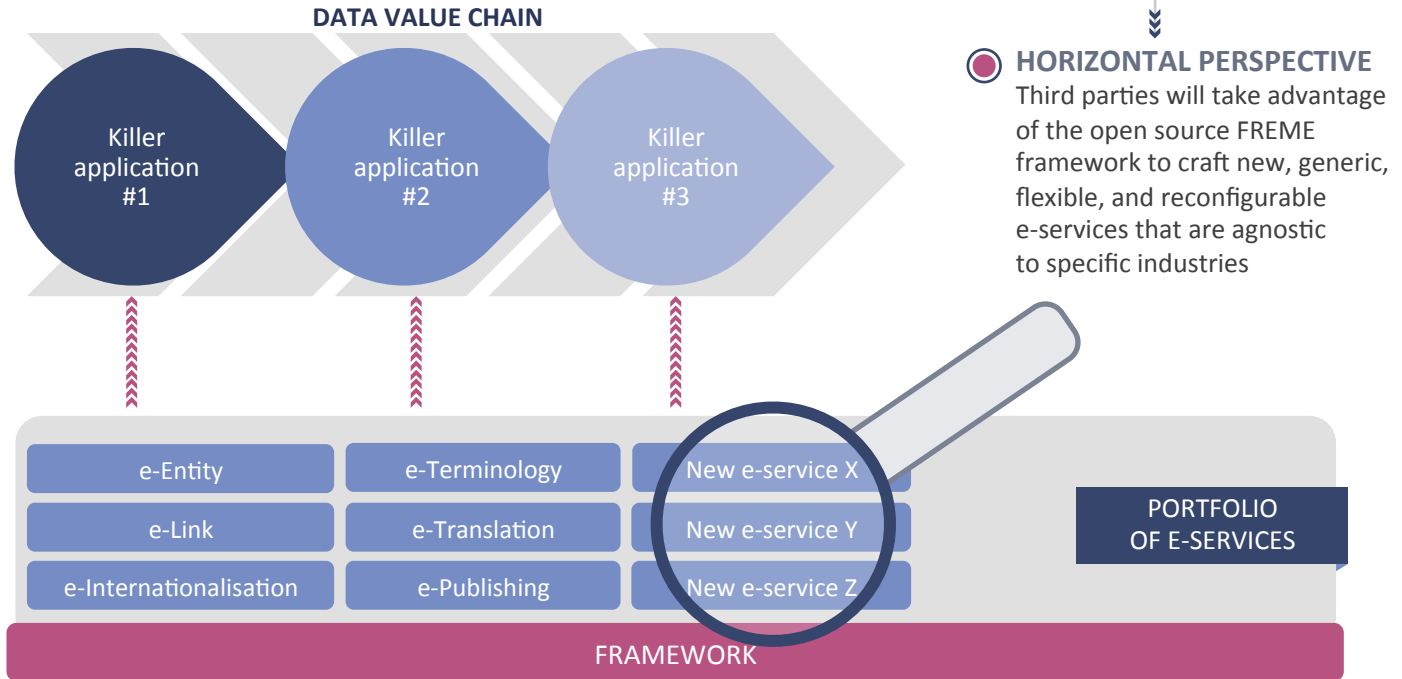 DATA VALUE CHAIN
Killer
application
#1
Killer
application
#2
Killer
application
#3
HORIZONTAL PERSPECTIVE
Third parties will take advantage
of the open source FREME
framework to craft new, generic,
flexible, and reconfigurable
e-services that are agnostic
to specific industries
e-Entity
e-Terminology
New e-service X
e-Link
e-Translation
New e-service Y
e-Internationalisation
e-Publishing
New e-service Z
PORTFOLIO
OF E-SERVICES
FRAMEWORK